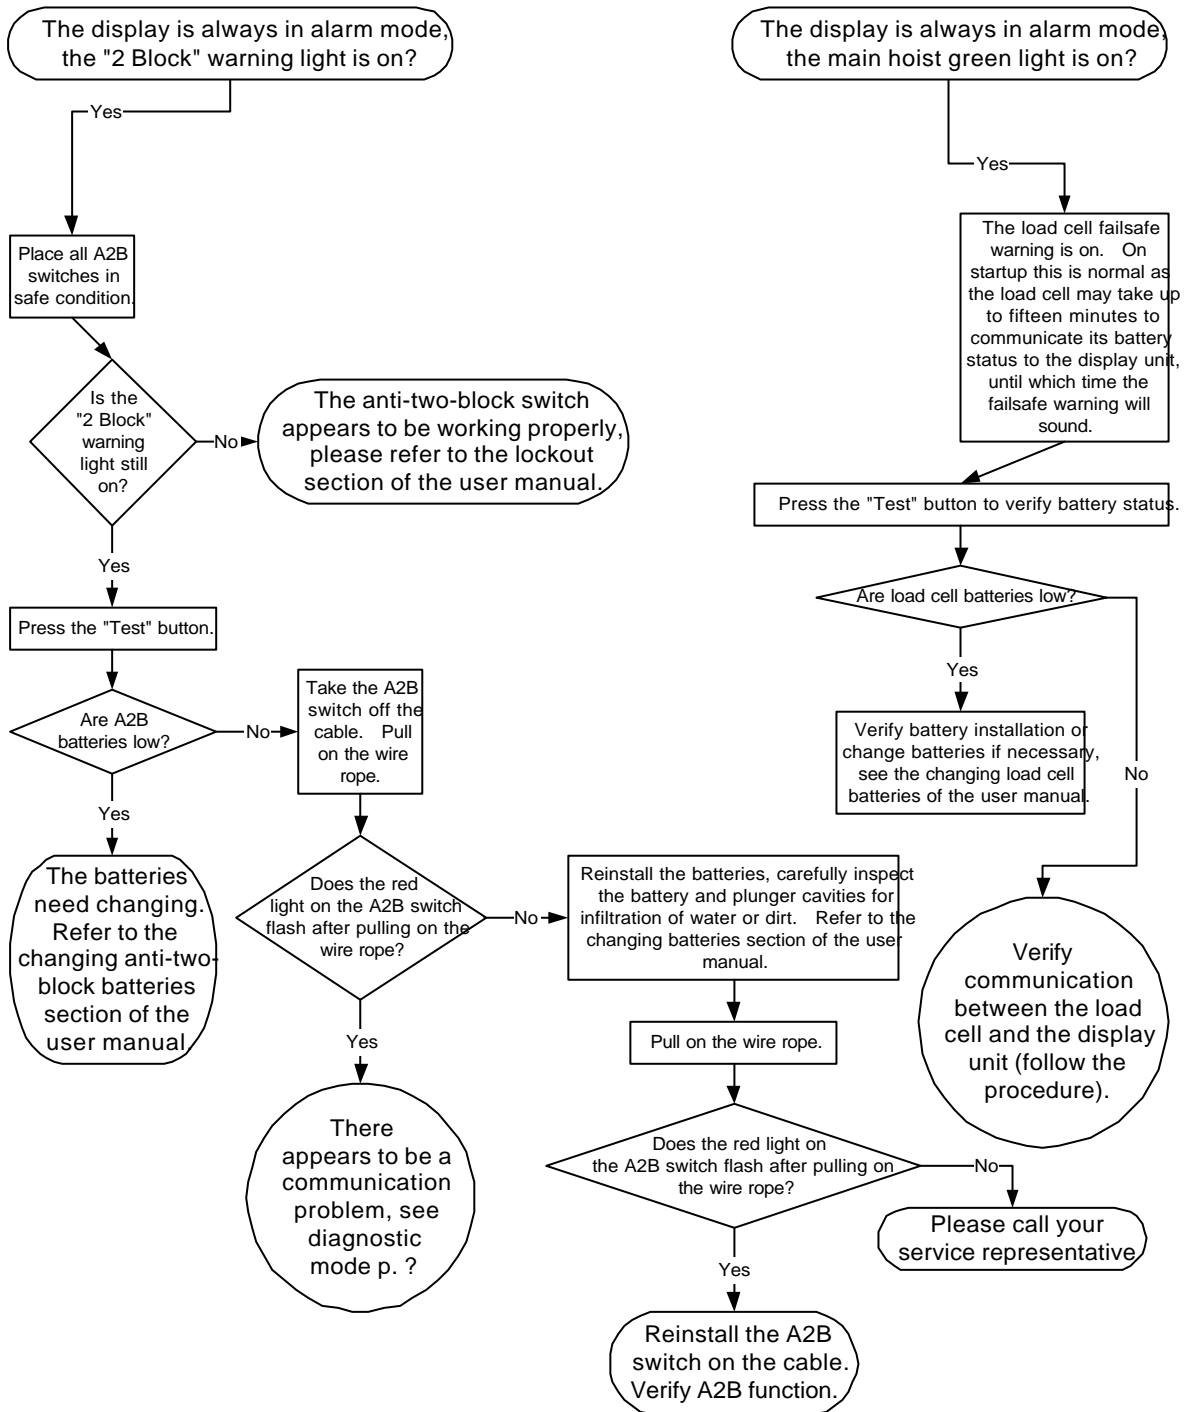 The display is always in alarm mode,
the "2 Block" warning light is on?
Yes
Place all A2B
switches in
safe condition.
Is the
"2 Block"
warning
light still
on?
No
The anti-two-block switch
appears to be working properly,
please refer to the lockout
section of the user manual.
Yes
Press the "Test" button.
Are A2B
batteries low?
No
Take the A2B
switch off the
cable. Pull
on the wire
rope.
Yes
The batteries
need changing.
Refer to the
changing anti-two-
block batteries
section of the
user manual.
Does the red
light on the A2B switch
flash after pulling on the
wire rope?
No
Reinstall the batteries, carefully inspect
the battery and plunger cavities for
infiltration of water or dirt. Refer to the
changing batteries section of the user
manual.
Yes
There
appears to be a
communication
problem, see
diagnostic
mode p. ?
Pull on the wire rope.
Does the red light on
the A2B switch flash after pulling on
the wire rope?
No
Please call your
service representative
Yes
Reinstall the A2B
switch on the cable.
Verify A2B function.
The display is always in alarm mode,
the main hoist green light is on?
Yes
The load cell failsafe
warning is on. On
startup this is normal as
the load cell may take up
to fifteen minutes to
communicate its battery
status to the display unit,
until which time the
failsafe warning will
sound.
Press the "Test" button to verify battery status.
Are load cell batteries low?
Yes
Verify battery installation or
change batteries if necessary,
see the changing load cell
batteries of the user manual.
No
Verify
communication
between the load
cell and the display
unit (follow the
procedure).